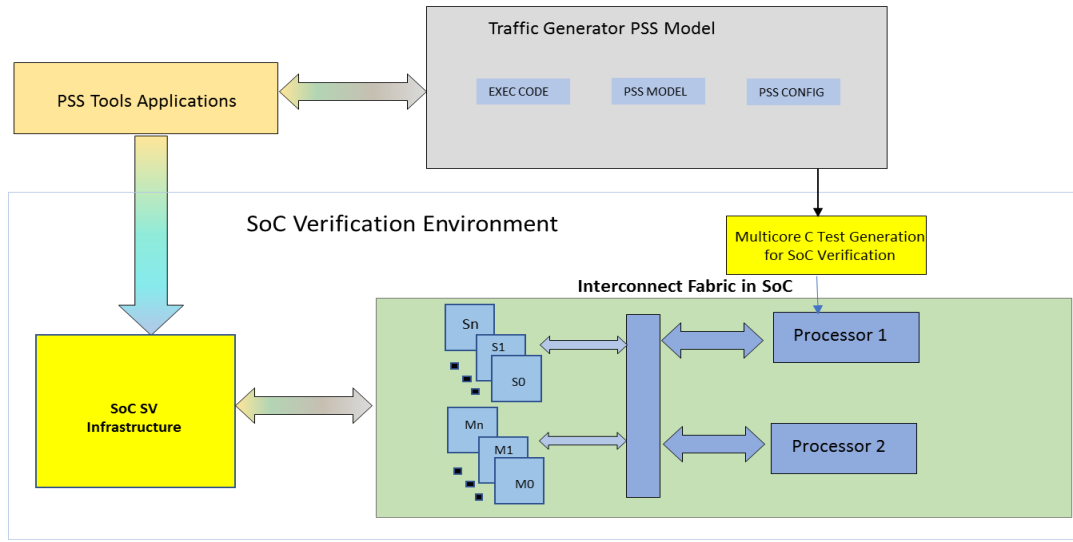 Traffic Generator PSS Model
PSS Tools Applications
EXEC CODE
PSS MODEL
PSS CONFIG
SoC Verification Environment
Multicore C Test Generation
for SoC Verification
Interconnect Fabric in SoC
Sn
S1
S0
Processor 1
SoC SV
Infrastructure
Mn
M1
M0
Processor 2